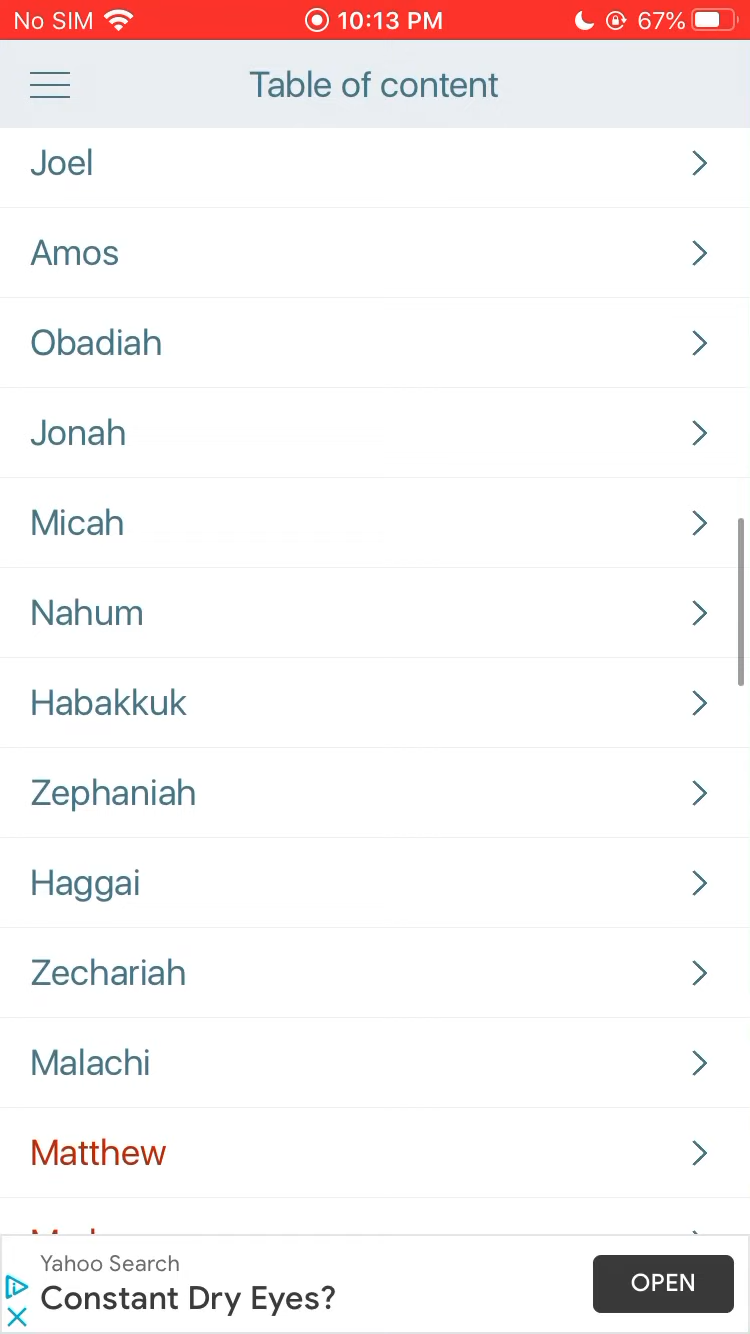 No SIM 10:13 PM 67%
Table of content
Joel
Amos
Obadiah
Jonah
Micah
Nahum
Habakkuk
Zephaniah
Haggai
Zechariah
Malachi
Matthew
Yahoo Search
Constant Dry Eyes?
OPEN